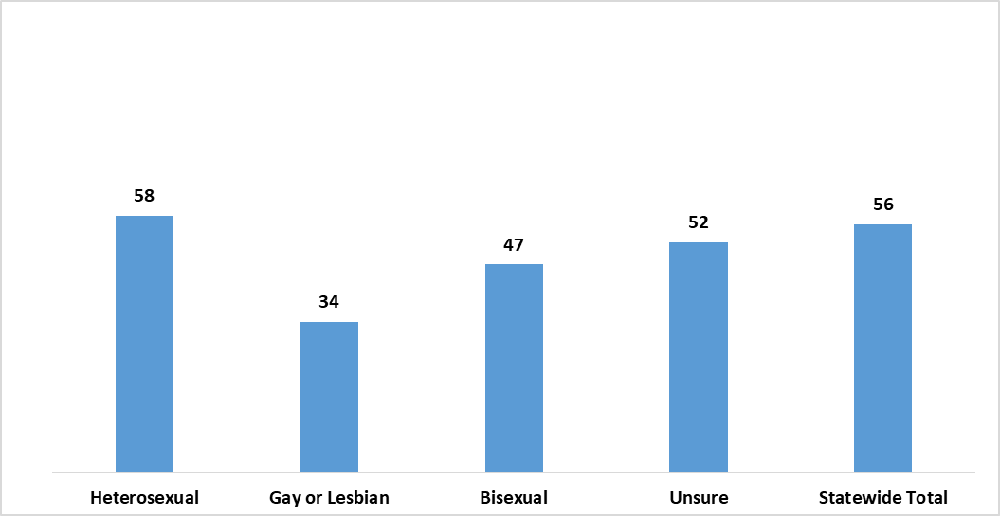 58
34
47
52
56
Heterosexual
Gay or Lesbian
Bisexual
Unsure
Statewide Total